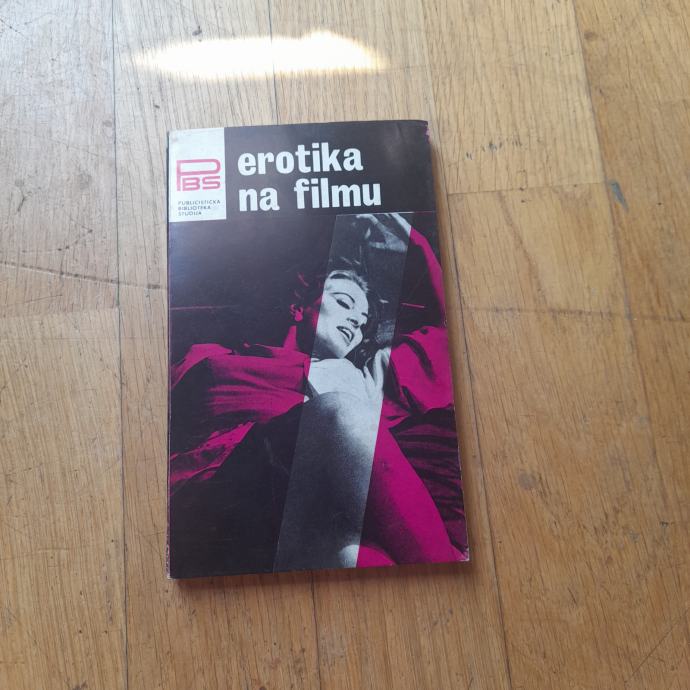 PBS
PUBLICISTIČKA
BIBLIOTEKA
STUDIJA
erotika
na filmu